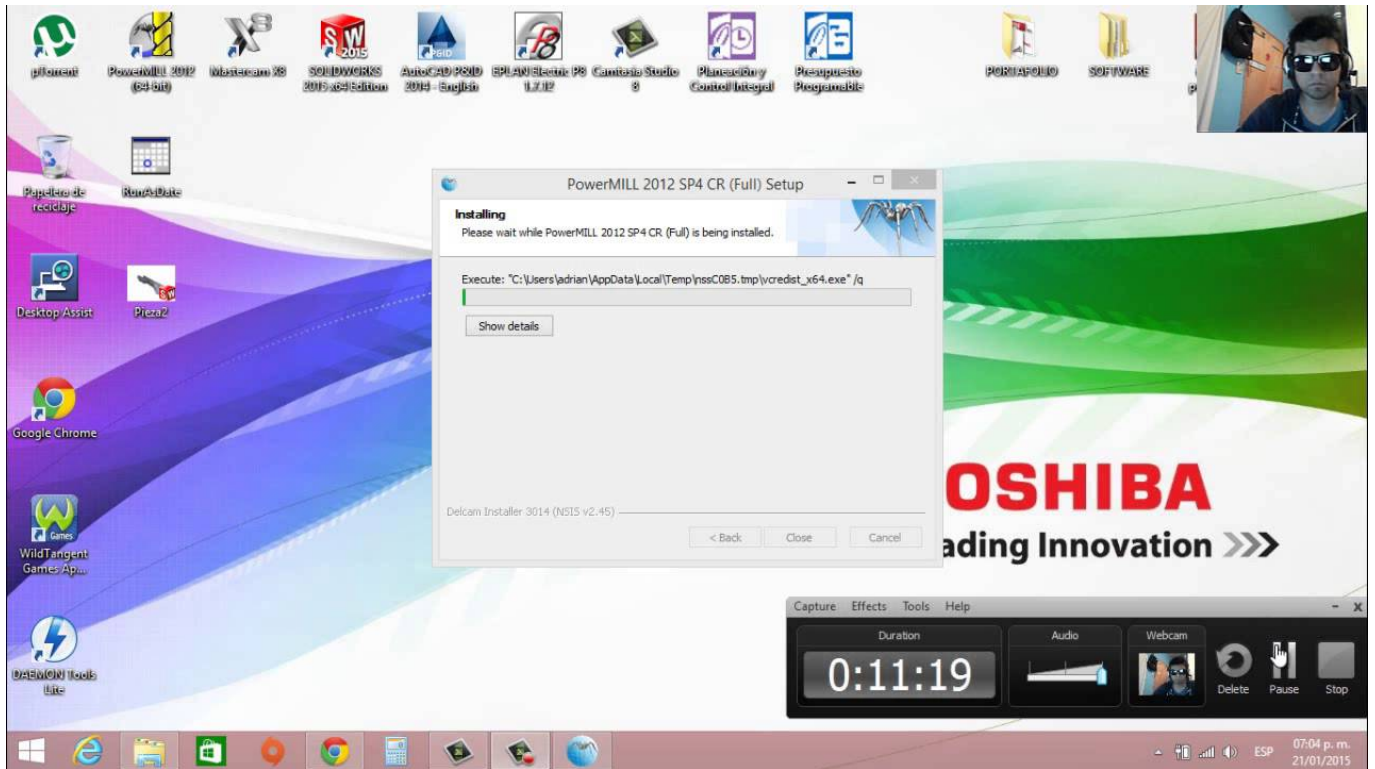 µTorrent
PowerMILL 2012
(64-bit)
Mastercam X8
SW
2015
SOLIDWORKS
2015 x64 Edition
P&ID
AutoCAD P&ID
2014 - English
P8
EPLAN Electric P8
Camtasia Studio
8
Planeación y
Control Integral
Presupuesto
Programable
PORTAFOLIO
SOFTWARE
Papelera de
reciclaje
RunAsDate
Desktop Assist
Pieza2
Google Chrome
Games
WildTangent
Games Ap...
DAEMON Tools
Lite
PowerMILL 2012 SP4 CR (Full) Setup
Installing
Please wait while PowerMILL 2012 SP4 CR (Full) is being installed.
Execute: "C:\Users\adrian\AppData\Local\Temp\nssC0B5.tmp\vcredist_x64.exe" /q
Show details
Delcam Installer 3014 (NSIS v2.45)
< Back
Close
Cancel
OSHIBA
ading Innovation >>>
Capture Effects Tools Help
Duration
0:11:19
Audio
Webcam
Delete
Pause
Stop
ESP
07:04 p. m.
21/01/2015